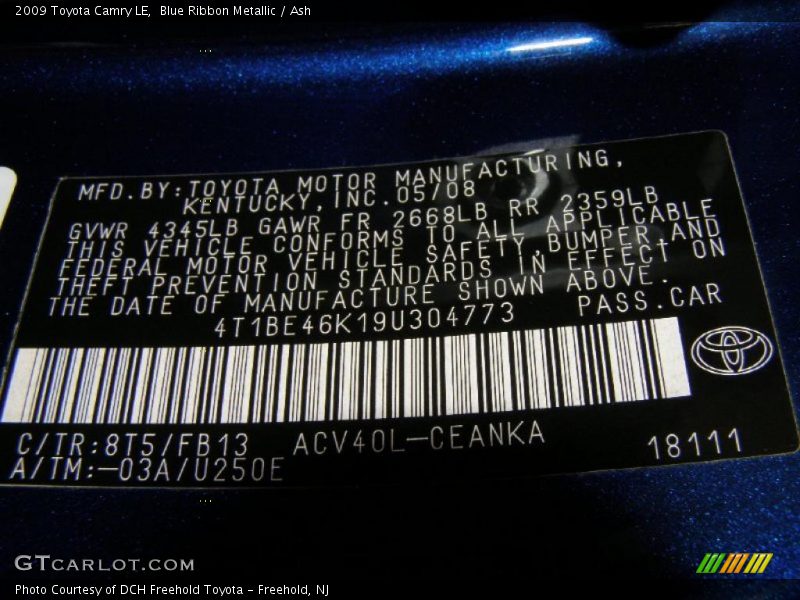 2009 Toyota Camry LE,  Blue Ribbon Metallic / Ash
MFD.BY:TOYOTA MOTOR MANUFACTURING,
KENTUCKY,INC.05/08
GVWR 4345LB GAWR FR 2668LB RR 2359LB
THIS VEHICLE CONFORMS TO ALL APPLICABLE
FEDERAL MOTOR VEHICLE SAFETY,BUMPER,AND
THEFT PREVENTION STANDARDS IN EFFECT ON
THE DATE OF MANUFACTURE SHOWN ABOVE.
4T1BE46K19U304773 PASS.CAR
C/TR:8T5/FB13 ACV40L-CEANKA 18111
A/TM:-03A/U250E
GTCARLOT.COM
Photo Courtesy of DCH Freehold Toyota - Freehold, NJ